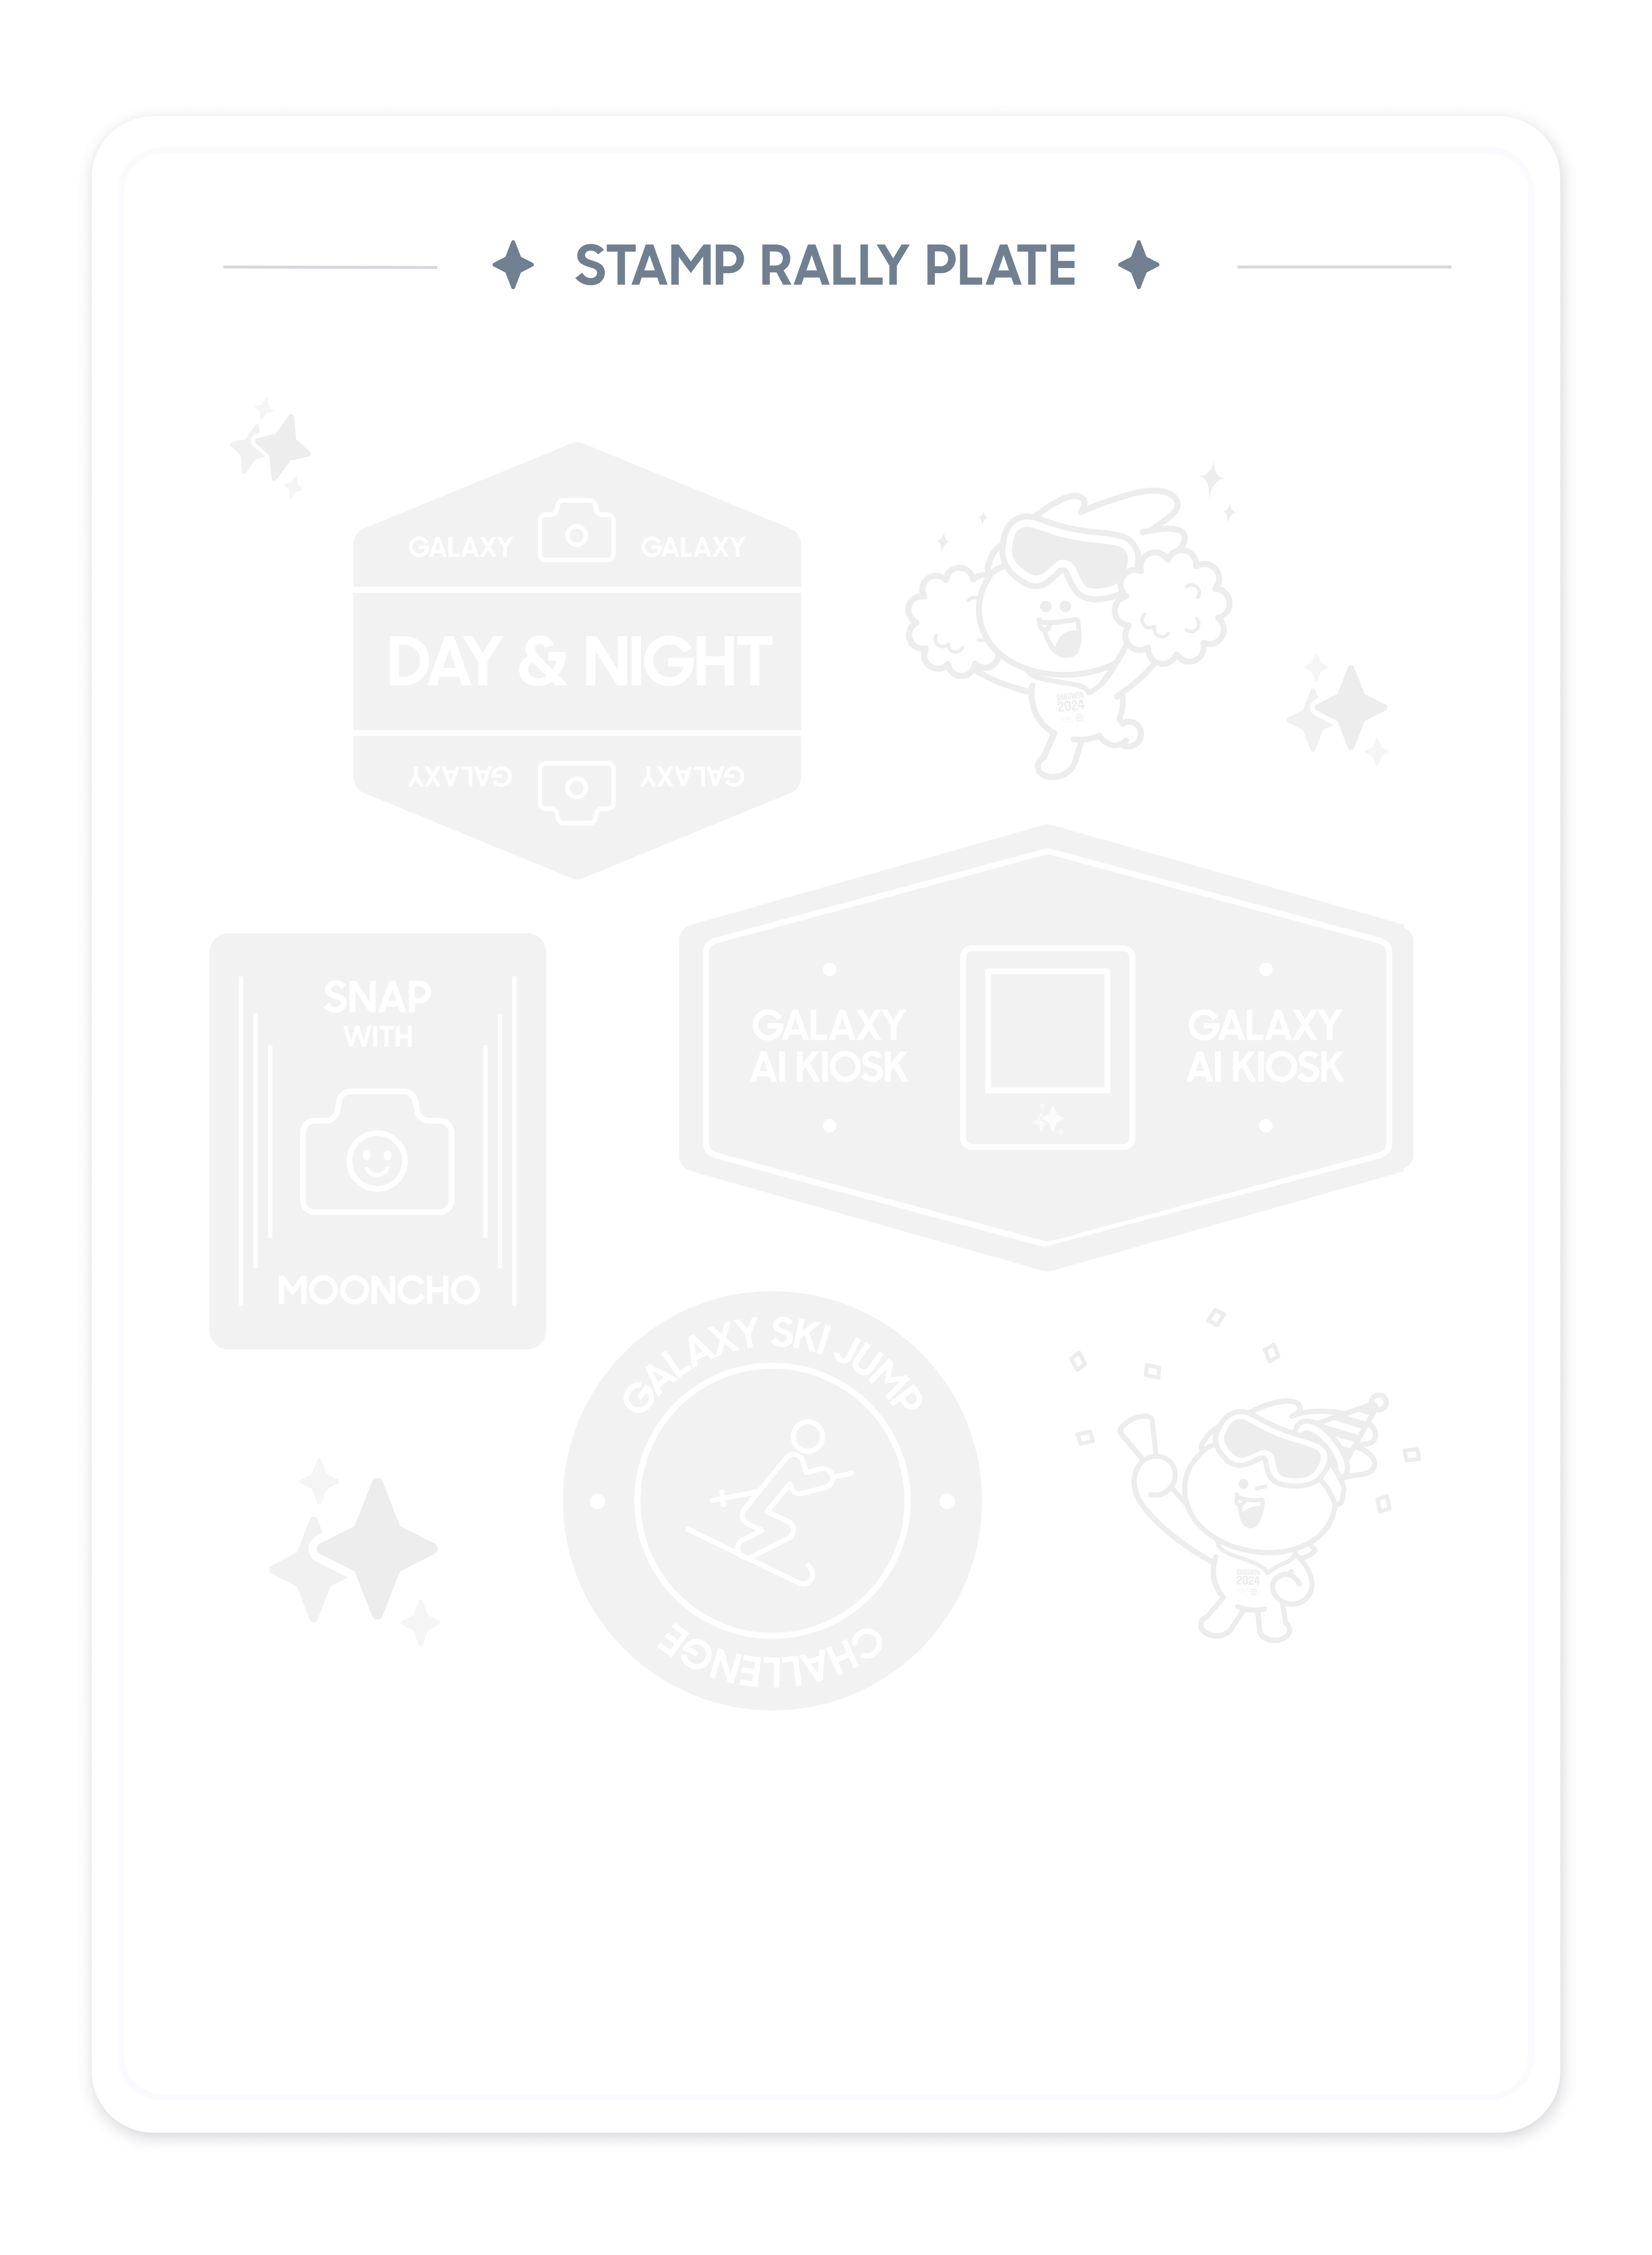 STAMP RALLY PLATE
GALAXY GALAXY
DAY & NIGHT
GALAXY GALAXY
GANGWON
2024
GALAXY
AI KIOSK
GALAXY
AI KIOSK
SNAP
WITH
MOONCHO
GALAXY SKI JUMP
CHALLENGE
GANGWON
2024